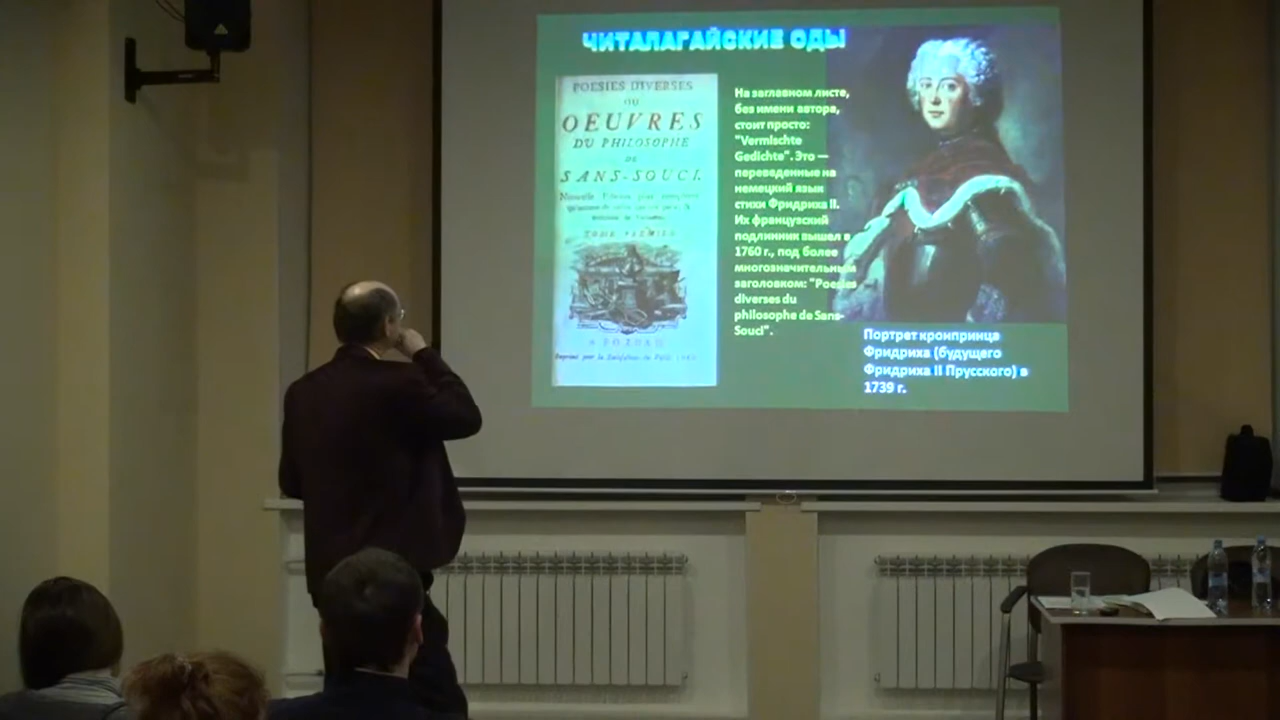 ЧИТАЛАГАЙСКИЕ ОДЫ
POESIES DIVERSES
OU
OEUVRES
DU PHILOSOPHE
DE
SANS-SOUCI.
TOME PREMIER
На заглавном листе,
без имени автора,
стоит просто:
"Vermischte
Gedichte". Это —
переведенные на
немецкий язык
стихи Фридриха II.
Их французский
подлинник вышел в
1760 г., под более
многозначительным
заголовком: "Poesies
diverses du
philosophe de Sans-
Souci".
Портрет кронпринца
Фридриха (будущего
Фридриха II Прусского) в
1739 г.